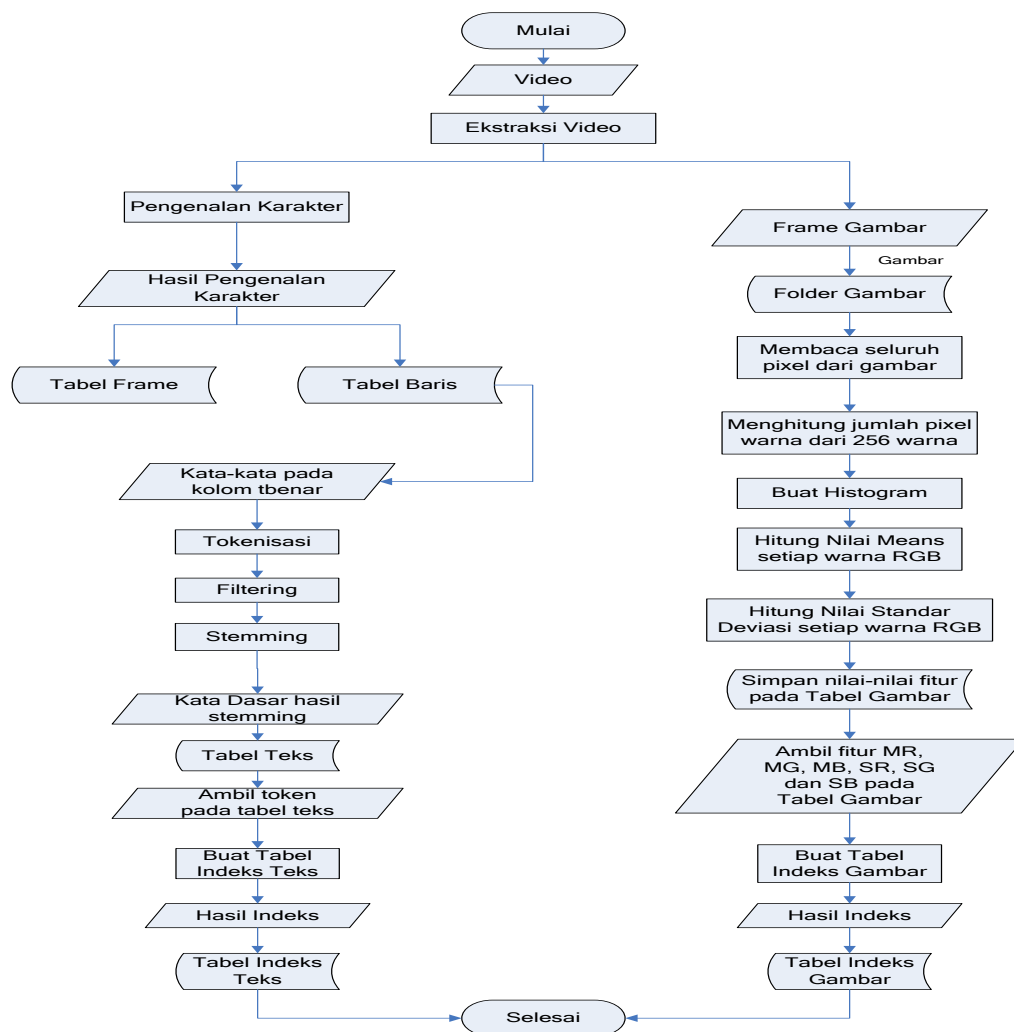 Mulai
Video
Ekstraksi Video
Pengenalan Karakter
Hasil Pengenalan
Karakter
Tabel Frame
Tabel Baris
Kata-kata pada
kolom tbenar
Tokenisasi
Filtering
Stemming
Kata Dasar hasil
stemming
Tabel Teks
Ambil token
pada tabel teks
Buat Tabel
Indeks Teks
Hasil Indeks
Tabel Indeks
Teks
Frame Gambar
Gambar
Folder Gambar
Membaca seluruh
pixel dari gambar
Menghitung jumlah pixel
warna dari 256 warna
Buat Histogram
Hitung Nilai Means
setiap warna RGB
Hitung Nilai Standar
Deviasi setiap warna RGB
Simpan nilai-nilai fitur
pada Tabel Gambar
Ambil fitur MR,
MG, MB, SR, SG
dan SB pada
Tabel Gambar
Buat Tabel
Indeks Gambar
Hasil Indeks
Tabel Indeks
Gambar
Selesai